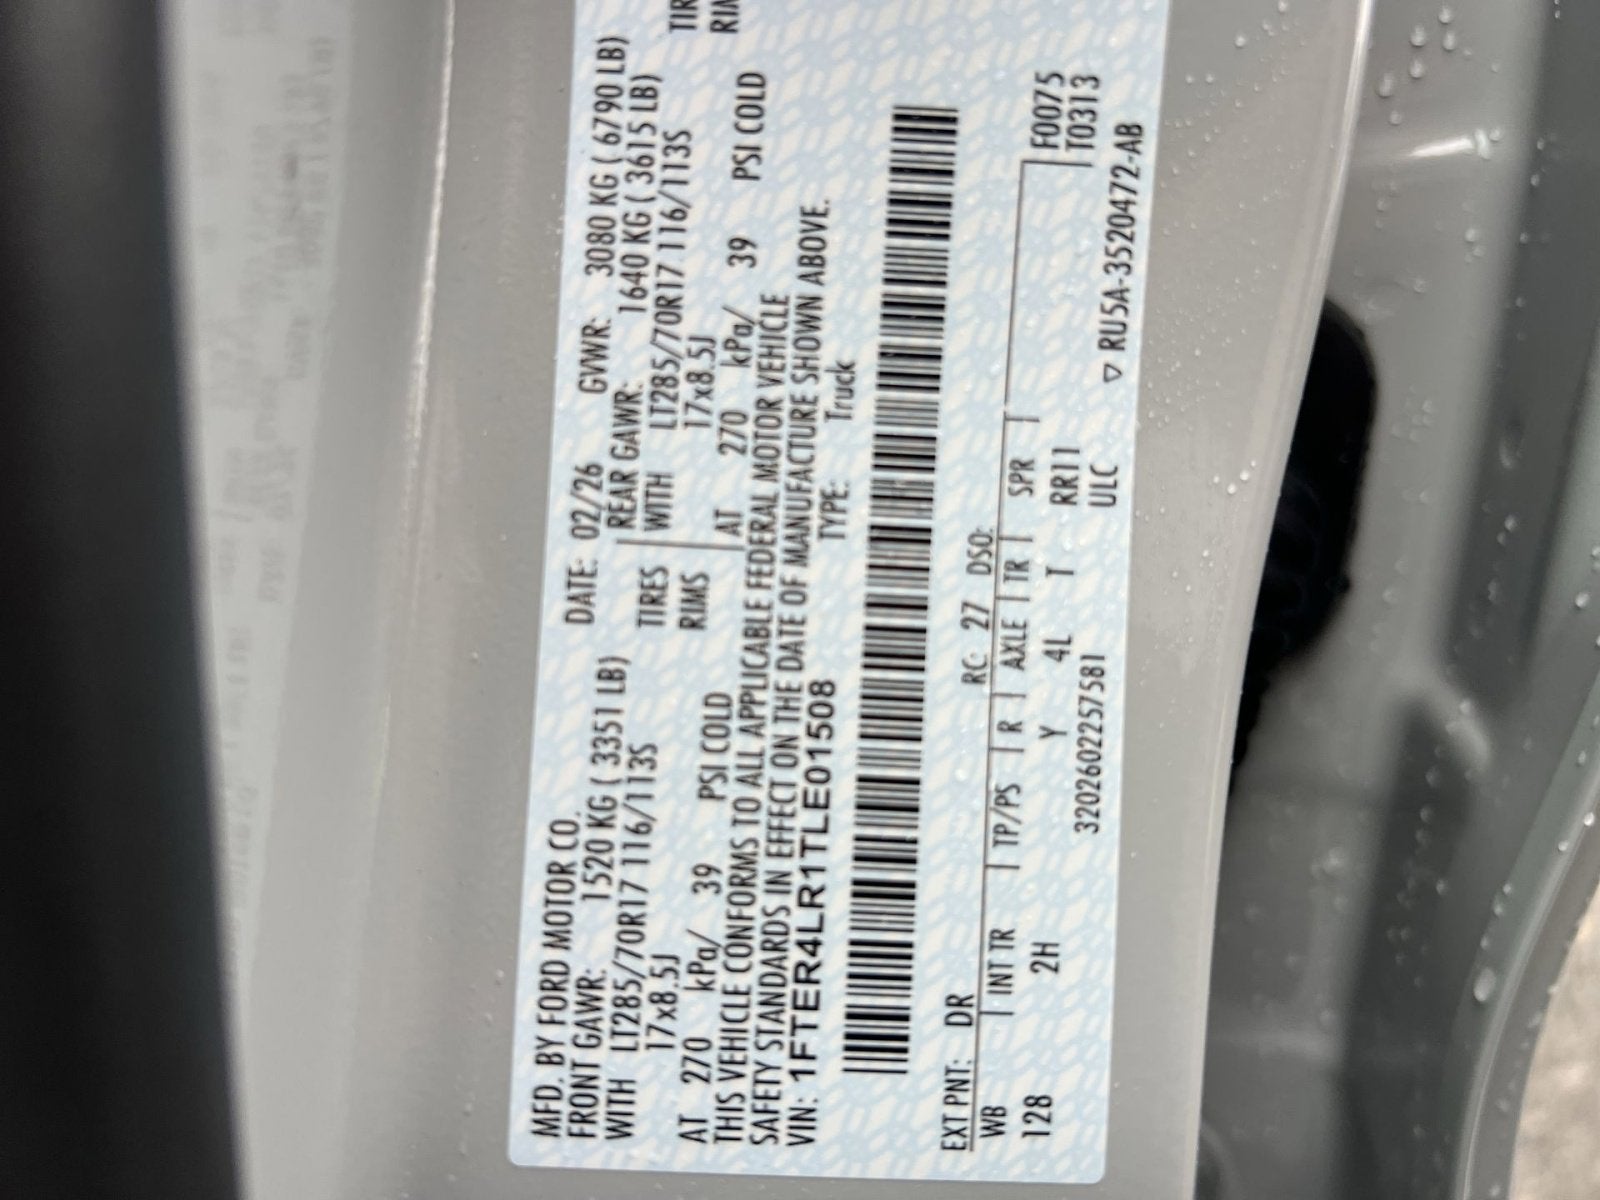 MFD. BY FORD MOTOR CO. DATE: 02/26 GVWR: 3080 KG ( 6790 LB)
FRONT GAWR: 1520 KG ( 3351 LB) REAR GAWR: 1640 KG ( 3615 LB)
WITH LT285/70R17 116/113S TIRES WITH LT285/70R17 116/113S TIR
17x8.5J RIMS 17x8.5J RIM
AT 270 kPa/ 39 PSI COLD AT 270 kPa/ 39 PSI COLD
THIS VEHICLE CONFORMS TO ALL APPLICABLE FEDERAL MOTOR VEHICLE
SAFETY STANDARDS IN EFFECT ON THE DATE OF MANUFACTURE SHOWN ABOVE.
VIN: 1FTER4LR1TLE01508 TYPE: Truck
EXT PNT: DR RC: 27 DSO:
WB INT TR TP/PS R AXLE TR SPR F0075
128 2H Y 4L T RR11 T0313
3202602257581 ULC ▽ RU5A-3520472-AB